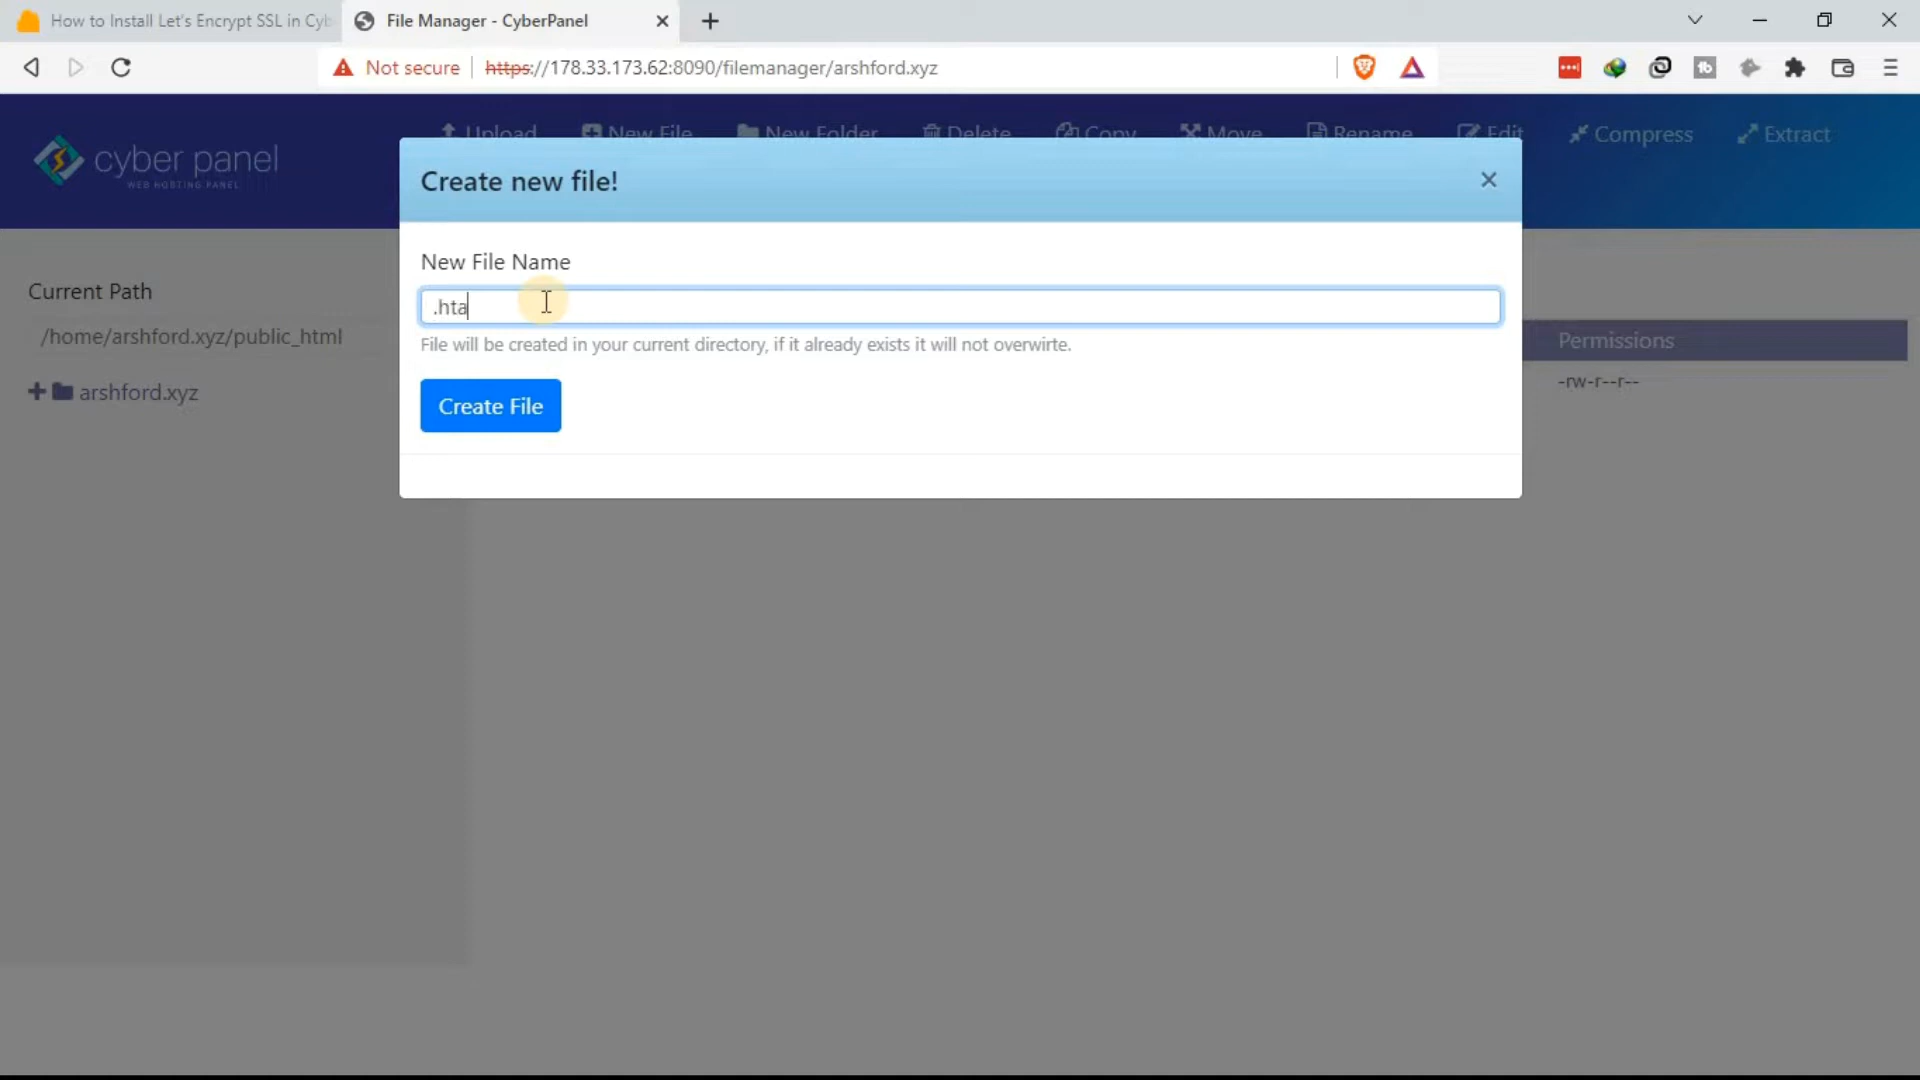 How to Install Let's Encrypt SSL in Cyb
File Manager - CyberPanel
Not secure
https://178.33.173.62:8090/filemanager/arshford.xyz
Upload New File New Folder Delete Copy Move Rename Edit Compress Extract
cyber panel
WEB HOSTING PANEL
Create new file!
New File Name
.hta
File will be created in your current directory, if it already exists it will not overwirte.
Create File
Current Path
/home/arshford.xyz/public_html
arshford.xyz
Permissions
-rw-r--r--